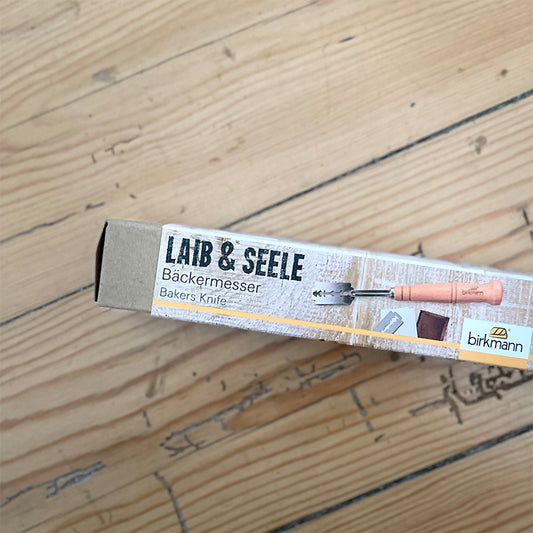 LAIB & SEELE
Bäckermesser
Bakers Knife
birkmann